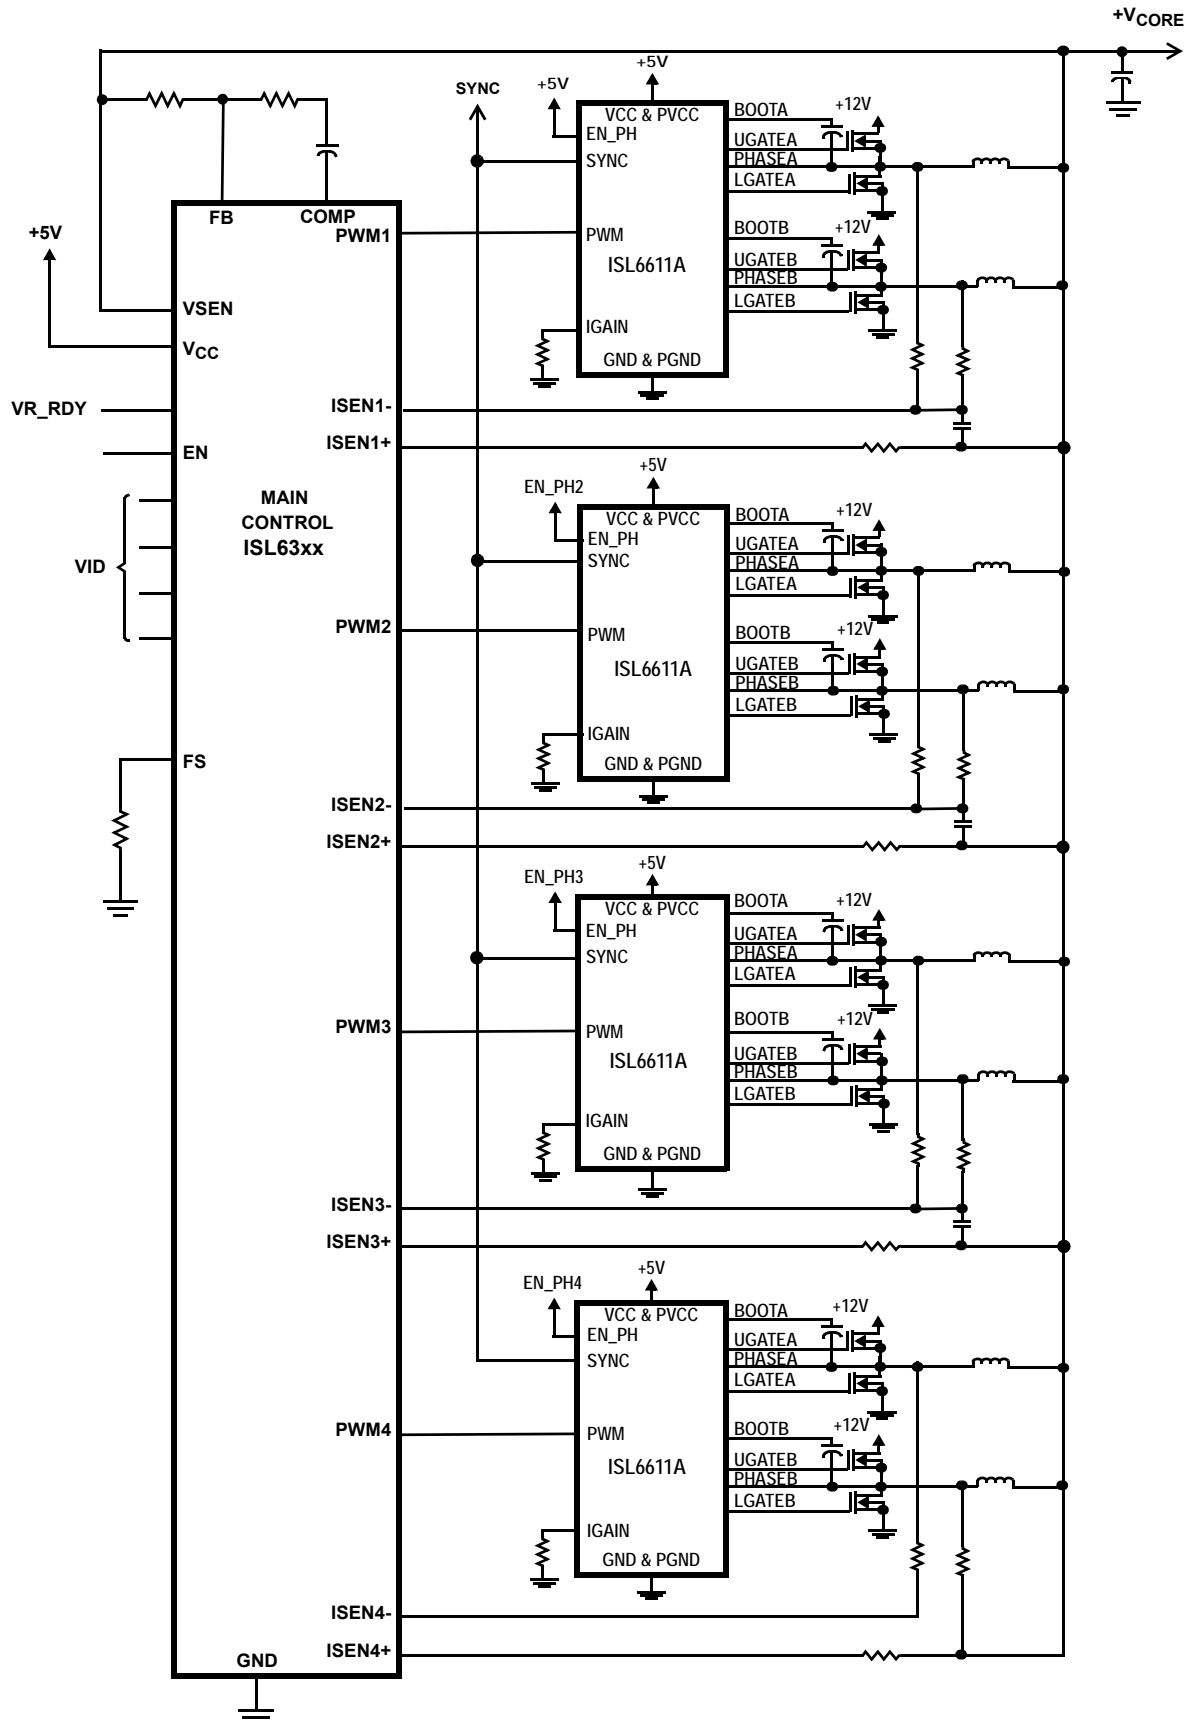 +VCORE
SYNC
+5V
+5V
VCC & PVCC
EN_PH
SYNC
PWM
ISL6611A
IGAIN
GND & PGND
BOOTA
UGATEA
PHASEA
LGATEA
+12V
BOOTB
UGATEB
PHASEB
LGATEB
+12V
FB
COMP
PWM1
+5V
VSEN
VCC
VR_RDY
EN
VID
FS
MAIN
CONTROL
ISL63xx
ISEN1-
ISEN1+
EN_PH2
+5V
VCC & PVCC
EN_PH
SYNC
PWM
ISL6611A
IGAIN
GND & PGND
BOOTA
UGATEA
PHASEA
LGATEA
+12V
BOOTB
UGATEB
PHASEB
LGATEB
+12V
PWM2
ISEN2-
ISEN2+
EN_PH3
+5V
VCC & PVCC
EN_PH
SYNC
PWM
ISL6611A
IGAIN
GND & PGND
BOOTA
UGATEA
PHASEA
LGATEA
+12V
BOOTB
UGATEB
PHASEB
LGATEB
+12V
PWM3
ISEN3-
ISEN3+
EN_PH4
+5V
VCC & PVCC
EN_PH
SYNC
PWM
ISL6611A
IGAIN
GND & PGND
BOOTA
UGATEA
PHASEA
LGATEA
+12V
BOOTB
UGATEB
PHASEB
LGATEB
+12V
PWM4
ISEN4-
ISEN4+
GND